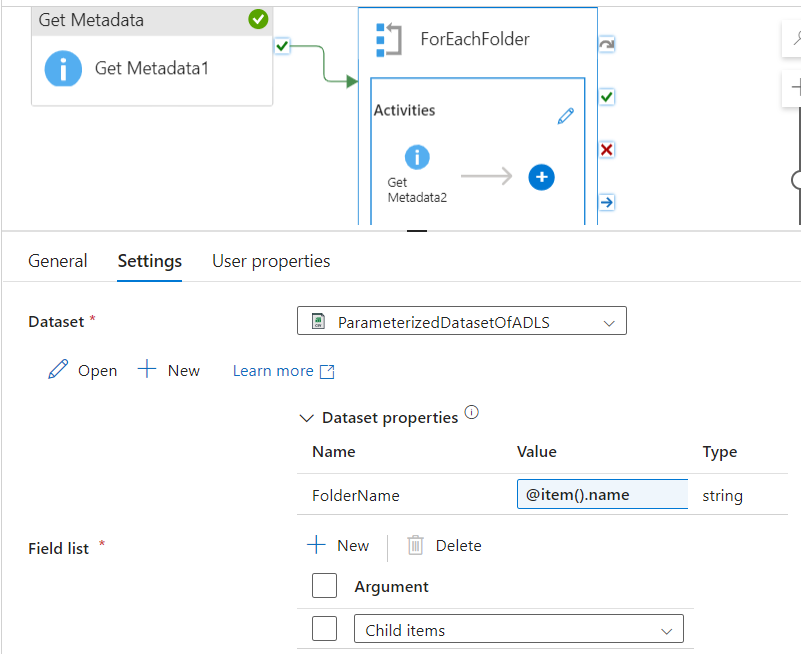 Get Metadata
Get Metadata1
ForEachFolder
Activities
Get
Metadata2
General
Settings
User properties
Dataset *
ParameterizedDatasetOfADLS
Open
New
Learn more
Dataset properties
Name
Value
Type
FolderName
@item().name
string
Field list *
New
Delete
Argument
Child items